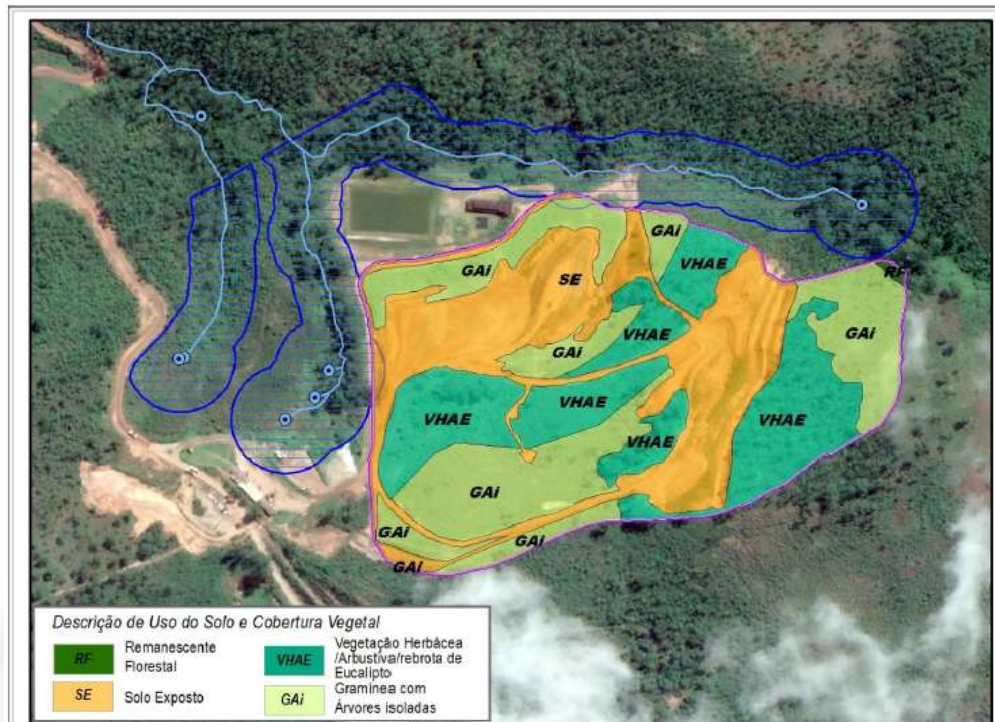 GAi
VHAE
RF
GAi
SE
VHAE
GAi
GAi
VHAE
VHAE
VHAE
VHAE
GAi
GAi
GAi
GAi
Descrição de Uso do Solo e Cobertura Vegetal
RF
Remanescente
Florestal
SE
Solo Exposto
VHAE
Vegetação Herbácea
/Arbustiva/rebrota de
Eucalipto
GAi
Gramínea com
Árvores isoladas